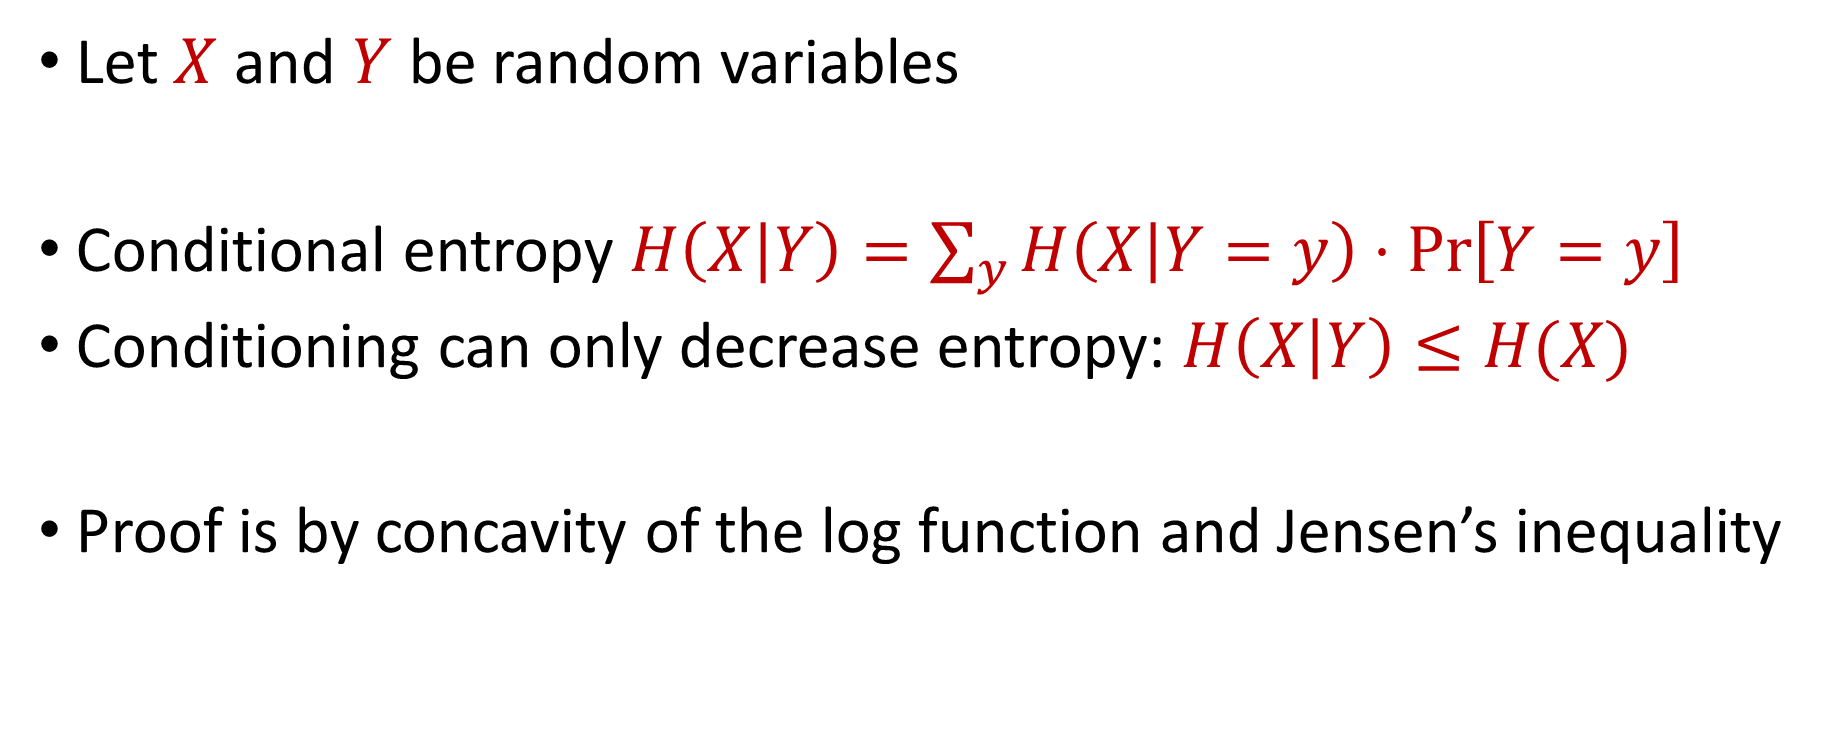 • Let X and Y be random variables
• Conditional entropy H(X|Y) = ∑_y H(X|Y = y) · Pr[Y = y]
• Conditioning can only decrease entropy: H(X|Y) ≤ H(X)
• Proof is by concavity of the log function and Jensen’s inequality